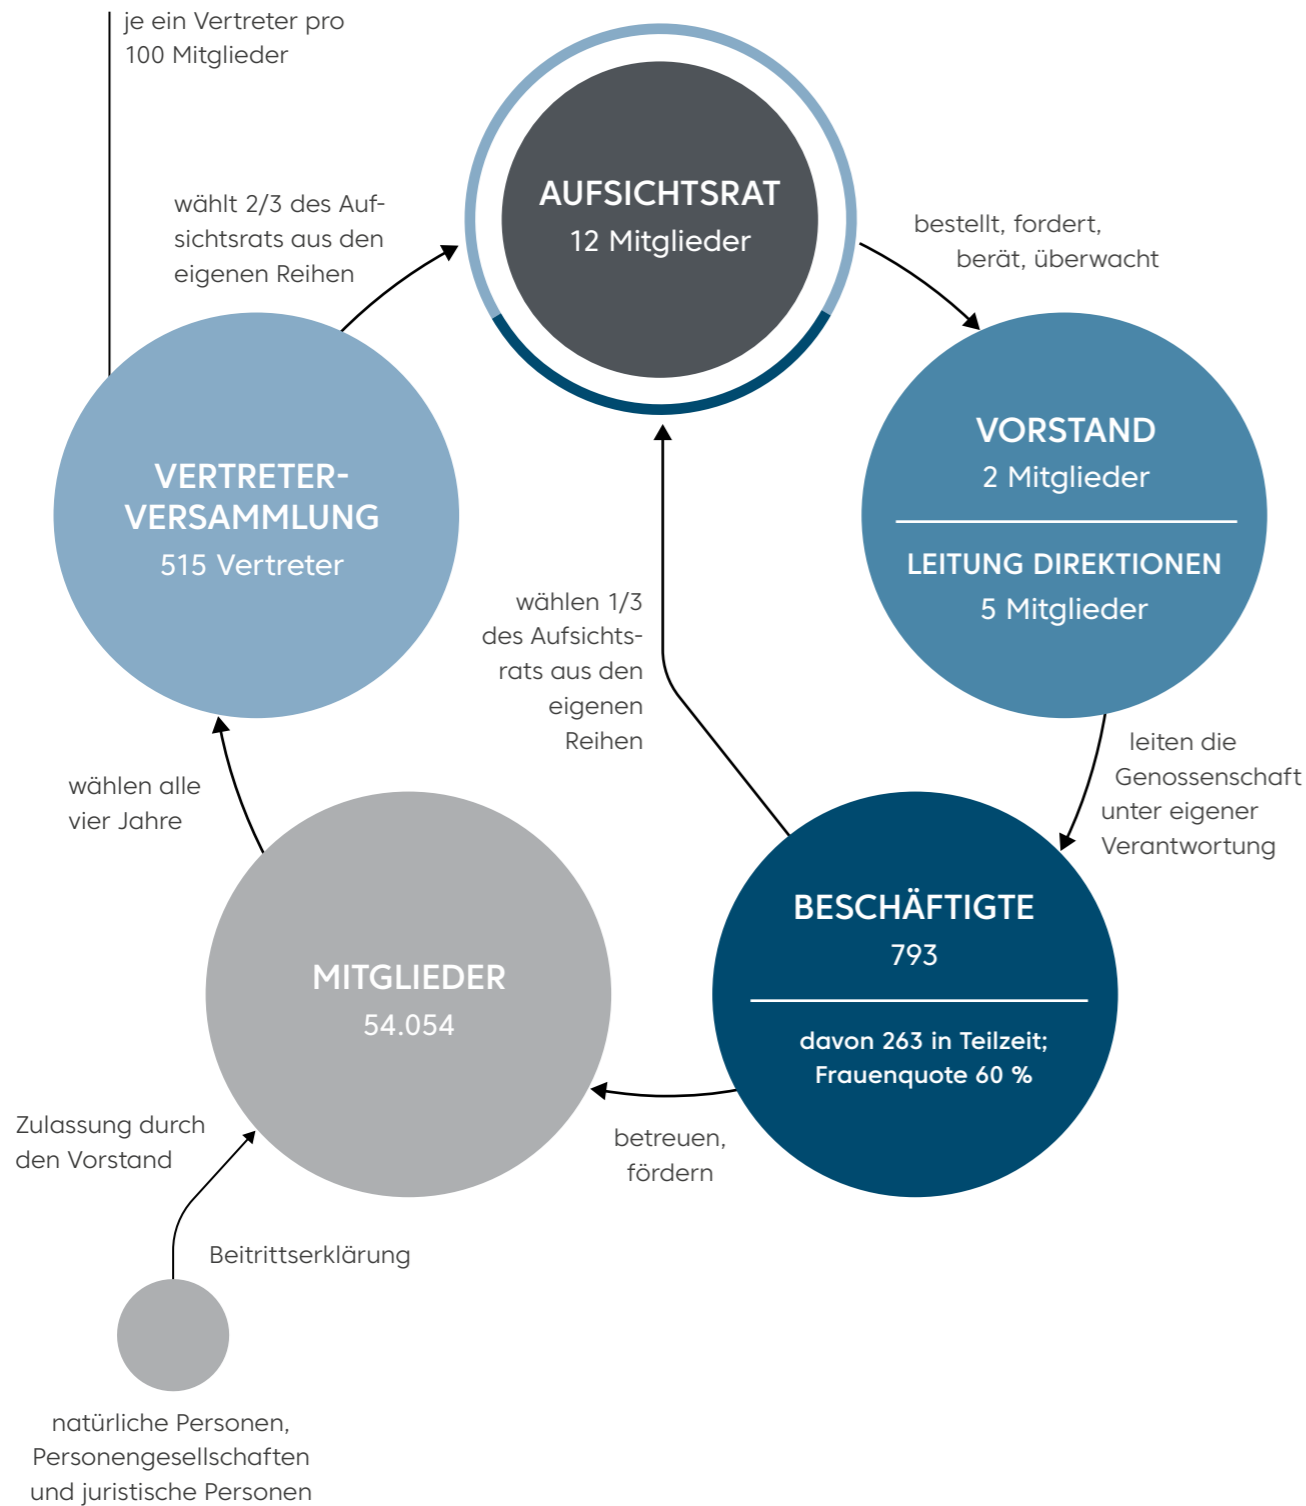 je ein Vertreter pro
100 Mitglieder
AUFSICHTSRAT
12 Mitglieder
wählt 2/3 des Auf-
sichtsrats aus den
eigenen Reihen
bestellt, fordert,
berät, überwacht
VERTRETER-
VERSAMMLUNG
515 Vertreter
VORSTAND
2 Mitglieder
LEITUNG DIREKTIONEN
5 Mitglieder
wählen 1/3
des Aufsichts-
rats aus den
eigenen
Reihen
wählen alle
vier Jahre
leiten die
Genossenschaft
unter eigener
Verantwortung
MITGLIEDER
54.054
BESCHÄFTIGTE
793
davon 263 in Teilzeit;
Frauenquote 60 %
betreuen,
fördern
Zulassung durch
den Vorstand
Beitrittserklärung
natürliche Personen,
Personengesellschaften
und juristische Personen